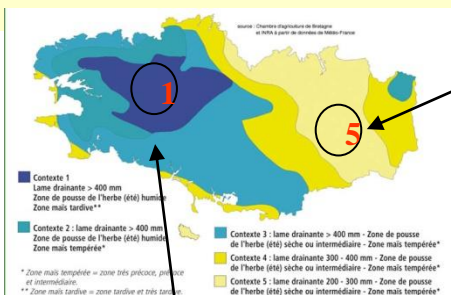 source : Chambre d'agriculture de Bretagne
et INRA à partir de données de Météo France
1
5
Contexte 1
Lame drainante > 400 mm
Zone de pousse
de l'herbe (été) humide
Zone maïs tardive**
Contexte 2 : lame drainante > 400 mm
Zone de pousse
de l'herbe (été) humide
Zone maïs tempérée*
* Zone maïs tempérée = zone très précoce, précoce
et intermédiaire.
** Zone maïs tardive = zone tardive et très tardive.
Contexte 3 : lame drainante > 400 mm - Zone de pousse
de l'herbe (été) sèche ou intermédiaire - Zone maïs tempérée*
Contexte 4 : lame drainante 300 - 400 mm - Zone de pousse
de l'herbe (été) sèche ou intermédiaire - Zone maïs tempérée*
Contexte 5 : lame drainante 200 - 300 mm - Zone de pousse
de l'herbe (été) sèche ou intermédiaire - Zone maïs tempérée*